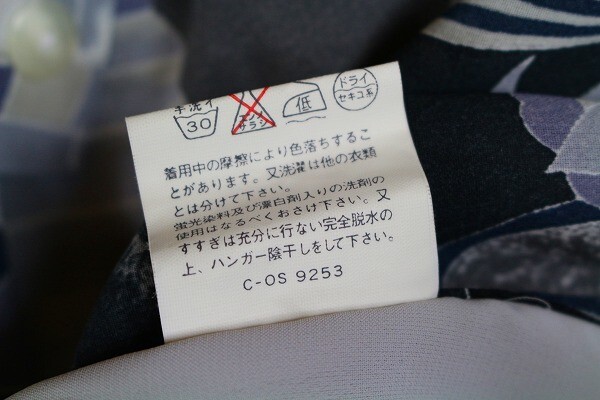 手洗イ
30
エンソ
サラシ
低
ドライ
セキユ系
着用中の摩擦により色落ちするこ
とがあります。又洗濯は他の衣類
とは分けて下さい。
蛍光染料及び漂白剤入りの洗剤の
使用はなるべくおさけ下さい。又
すすぎは充分に行ない完全脱水の
上、ハンガー陰干しをして下さい。
C-OS 9253